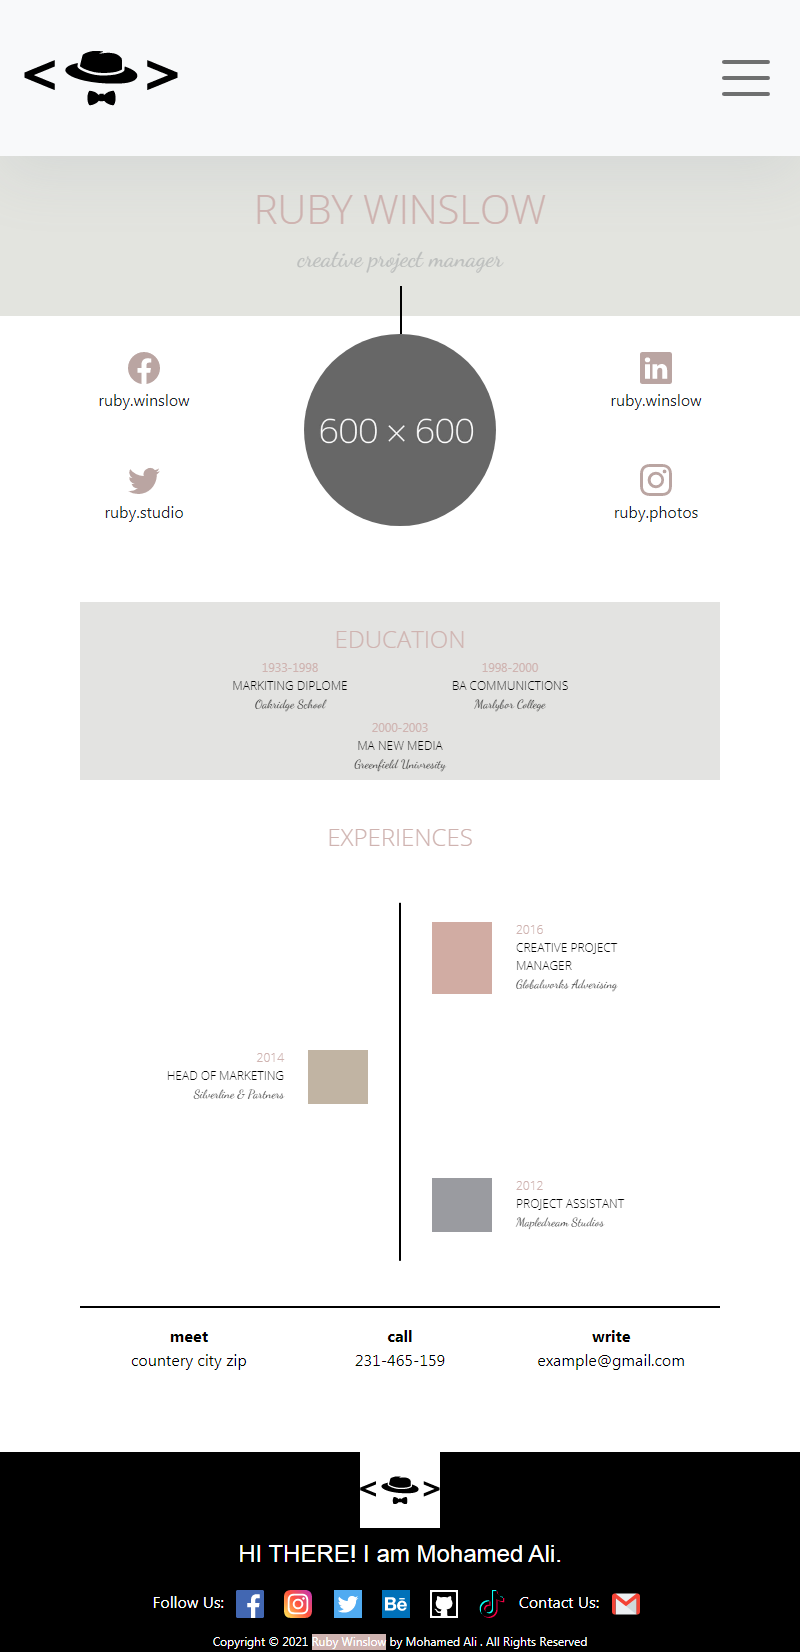 < >
RUBY WINSLOW
creative project manager
600 × 600
ruby.winslow
ruby.winslow
ruby.studio
ruby.photos
EDUCATION
1933-1998
MARKITING DIPLOME
Oakridge School
1998-2000
BA COMMUNICTIONS
Marlybor College
2000-2003
MA NEW MEDIA
Greenfield Univresity
EXPERIENCES
2016
CREATIVE PROJECT
MANAGER
Globalworks Adverising
2014
HEAD OF MARKETING
Silverline & Partners
2012
PROJECT ASSISTANT
Mapledream Studios
meet
countery city zip
call
231-465-159
write
example@gmail.com
< >
HI THERE! I am Mohamed Ali.
Follow Us: Contact Us:
Copyright © 2021 Ruby Winslow by Mohamed Ali . All Rights Reserved